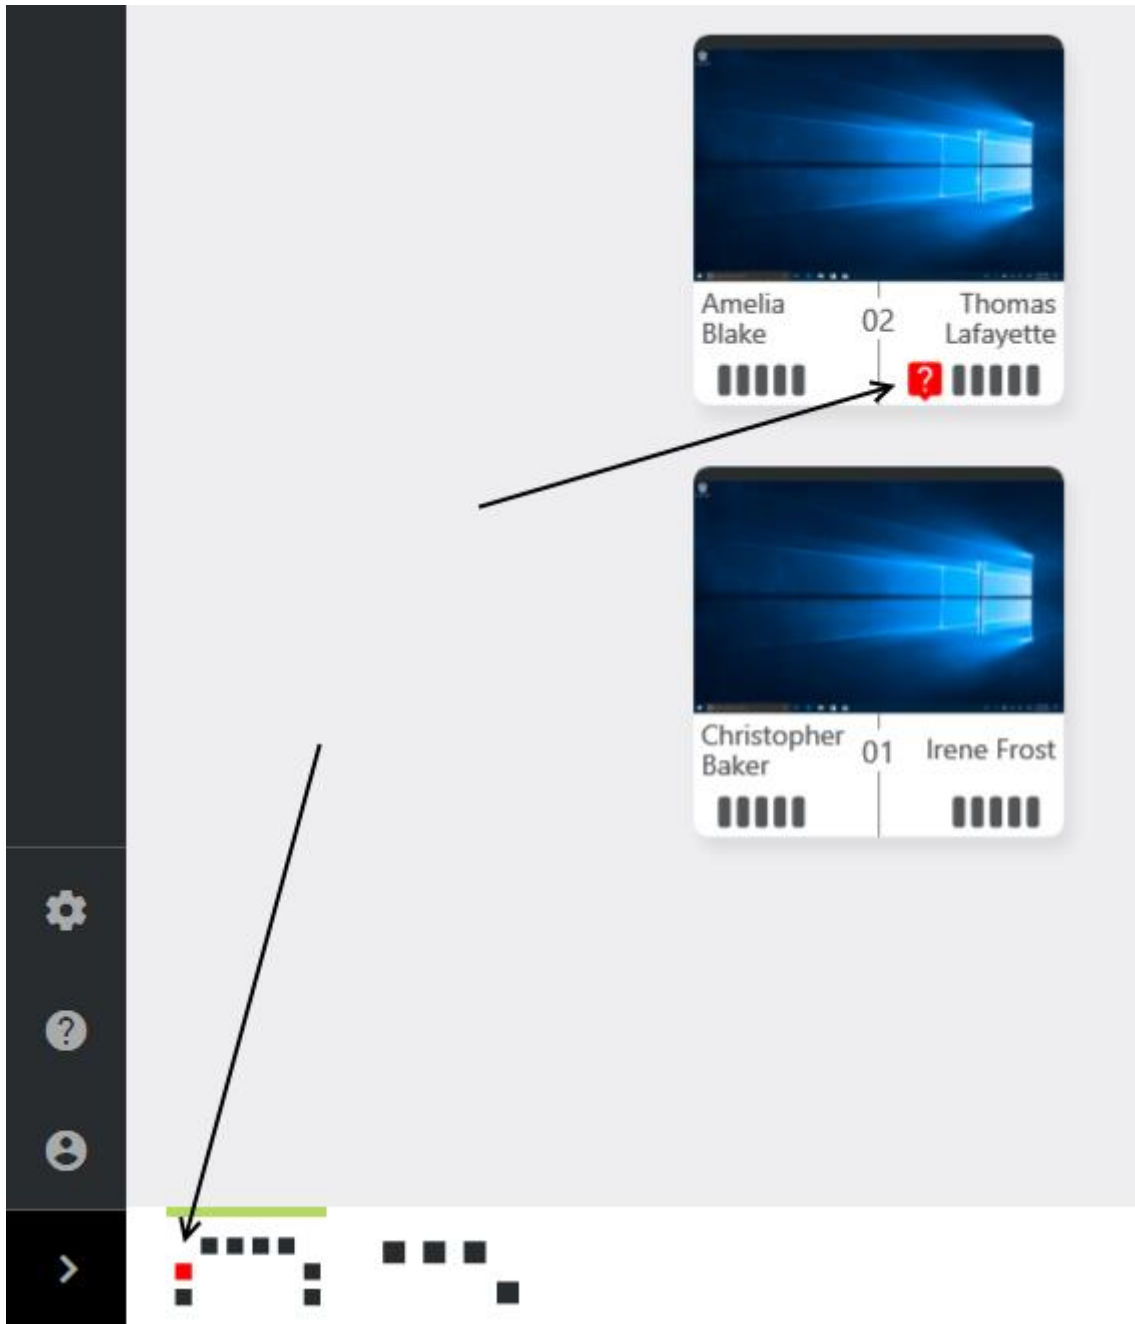 Amelia
Blake
02
Thomas
Lafayette
?
Christopher
Baker
01
Irene Frost
?